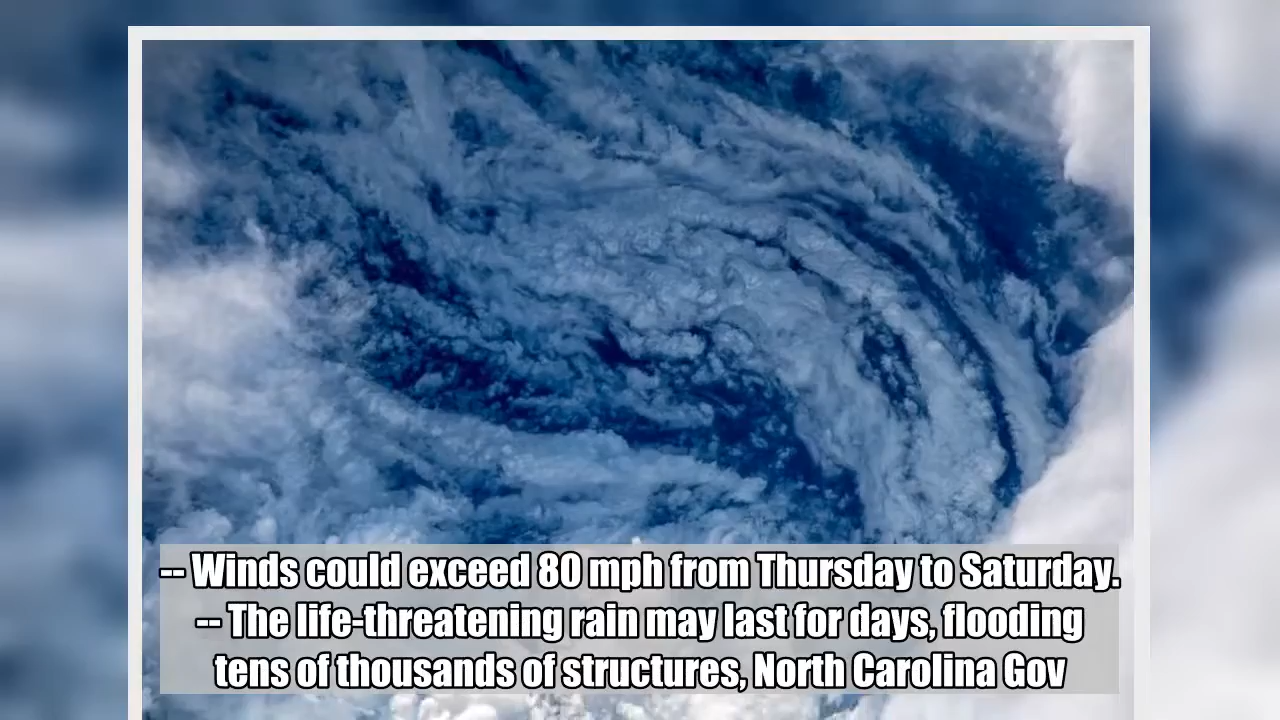 -- Winds could exceed 80 mph from Thursday to Saturday.
-- The life-threatening rain may last for days, flooding
tens of thousands of structures, North Carolina Gov